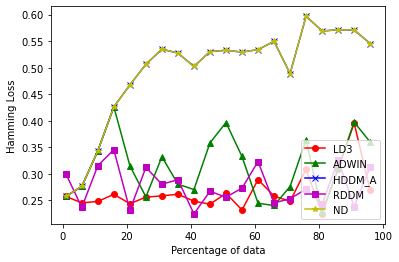 0.60
0.55
0.50
0.45
0.40
0.35
0.30
0.25
Hamming Loss
0 20 40 60 80 100
Percentage of data
LD3
ADWIN
HDDM_A
RDDM
ND